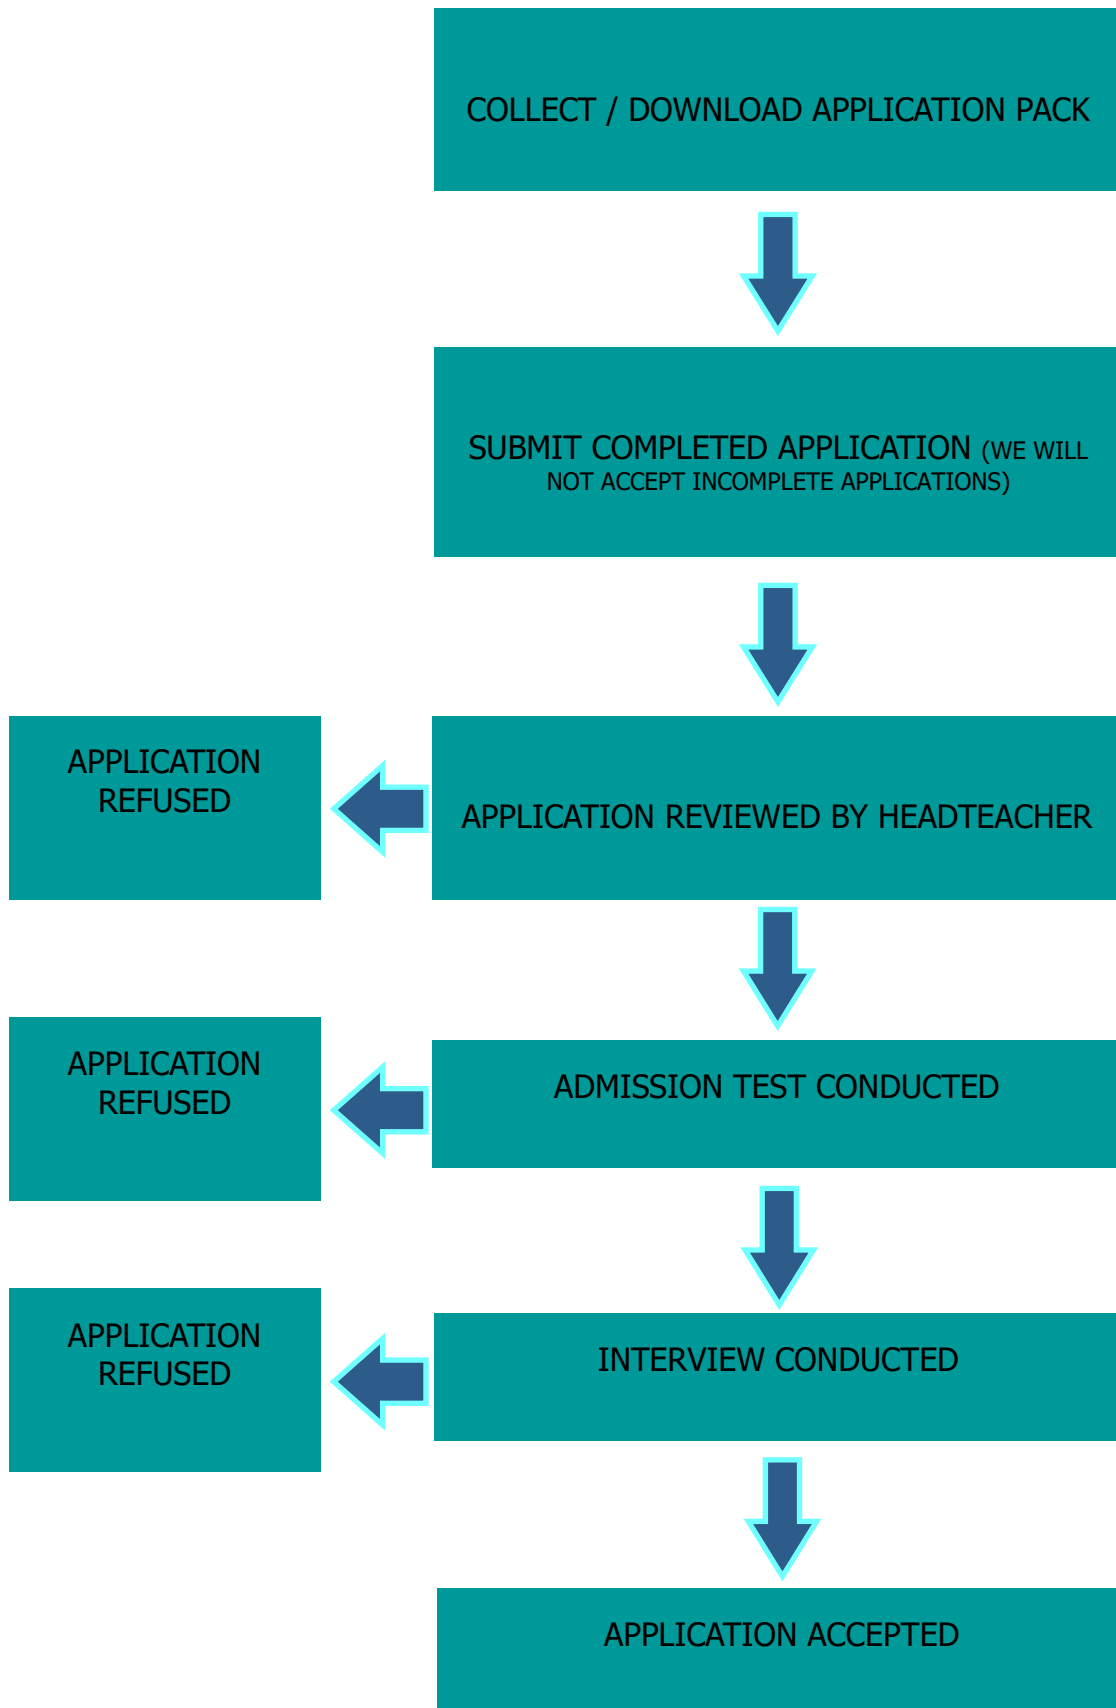 COLLECT / DOWNLOAD APPLICATION PACK
SUBMIT COMPLETED APPLICATION (WE WILL
NOT ACCEPT INCOMPLETE APPLICATIONS)
APPLICATION
REFUSED
APPLICATION REVIEWED BY HEADTEACHER
APPLICATION
REFUSED
ADMISSION TEST CONDUCTED
APPLICATION
REFUSED
INTERVIEW CONDUCTED
APPLICATION ACCEPTED